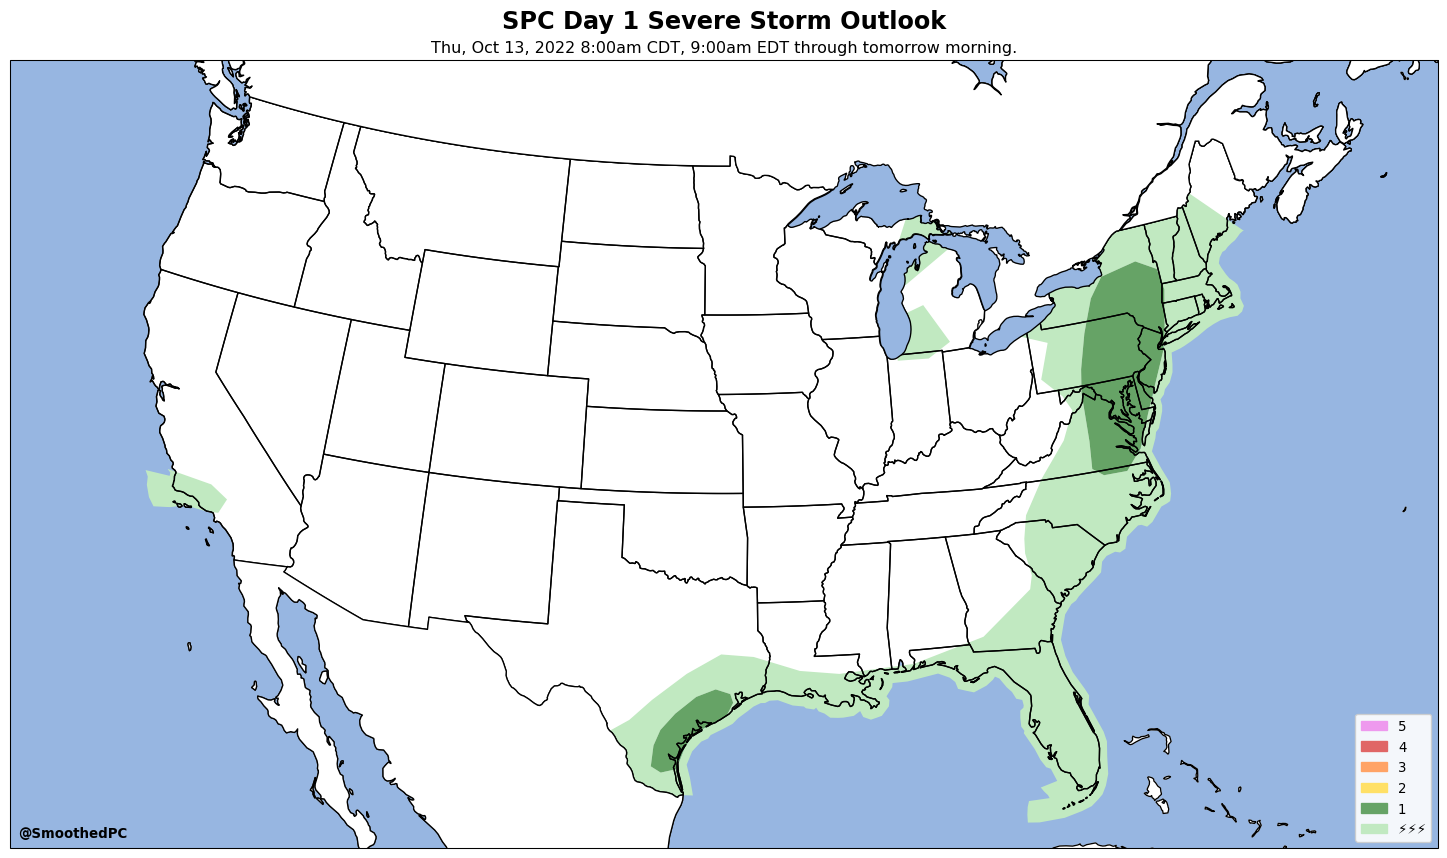 SPC Day 1 Severe Storm Outlook
Thu, Oct 13, 2022 8:00am CDT, 9:00am EDT through tomorrow morning.
5
4
3
2
1
⚡⚡⚡
@SmoothedPC